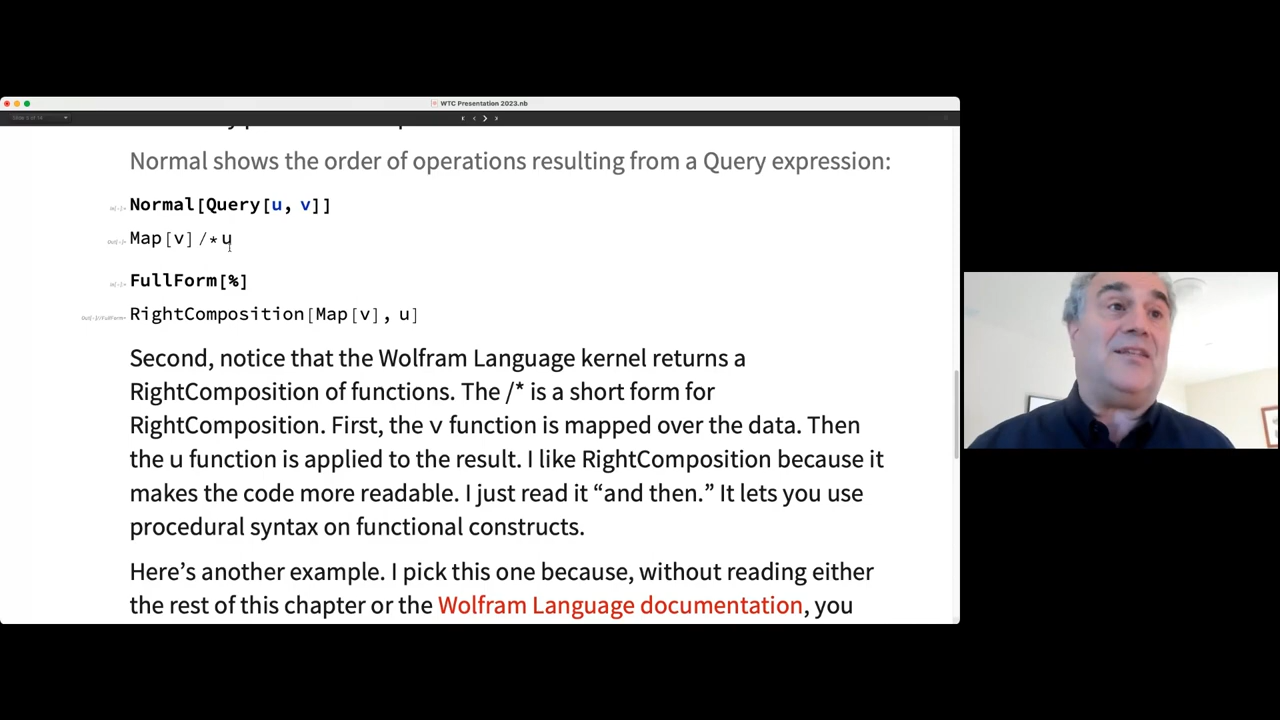 WTC Presentation 2023.nb
Normal shows the order of operations resulting from a Query expression:
Normal[Query[u, v]]
Map[v] /* u
FullForm[%]
RightComposition[Map[v], u]
Second, notice that the Wolfram Language kernel returns a
RightComposition of functions. The /* is a short form for
RightComposition. First, the v function is mapped over the data. Then
the u function is applied to the result. I like RightComposition because it
makes the code more readable. I just read it “and then.” It lets you use
procedural syntax on functional constructs.
Here’s another example. I pick this one because, without reading either
the rest of this chapter or the Wolfram Language documentation, you